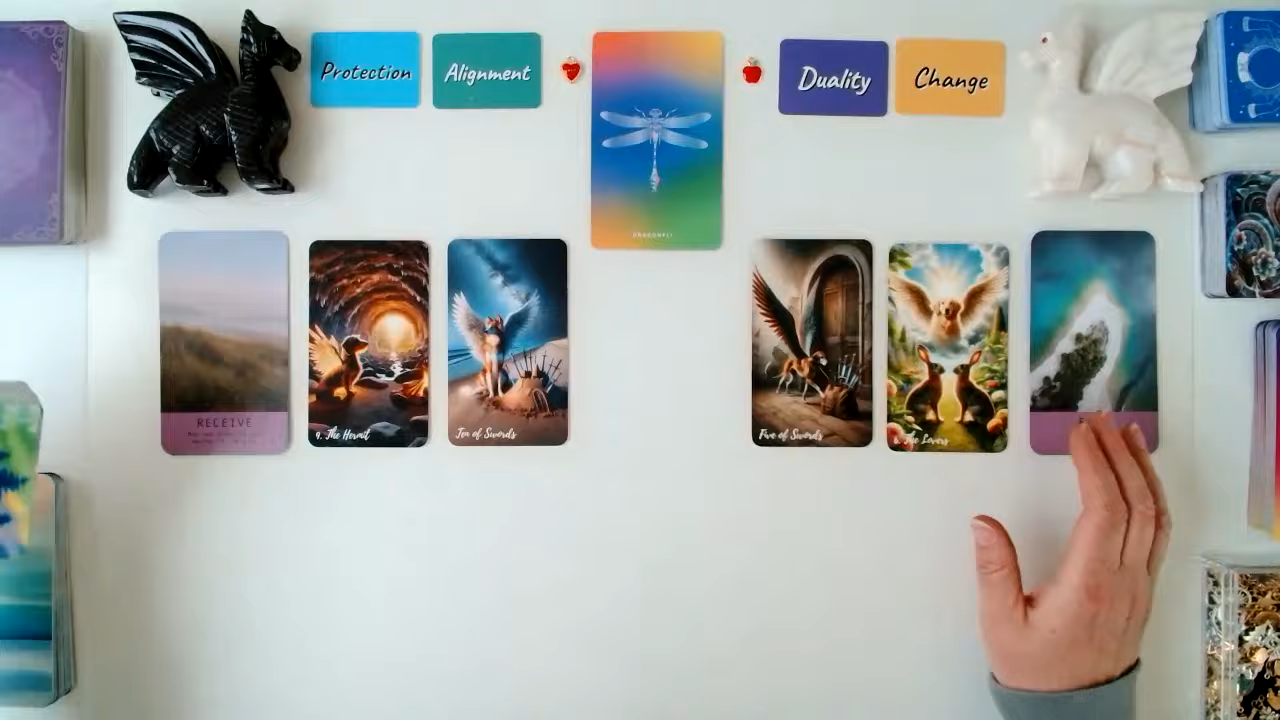 Protection
Alignment
Duality
Change
DRAGONFLY
RECEIVE
9. The Hermit
Ten of Swords
Five of Swords
6. The Lovers